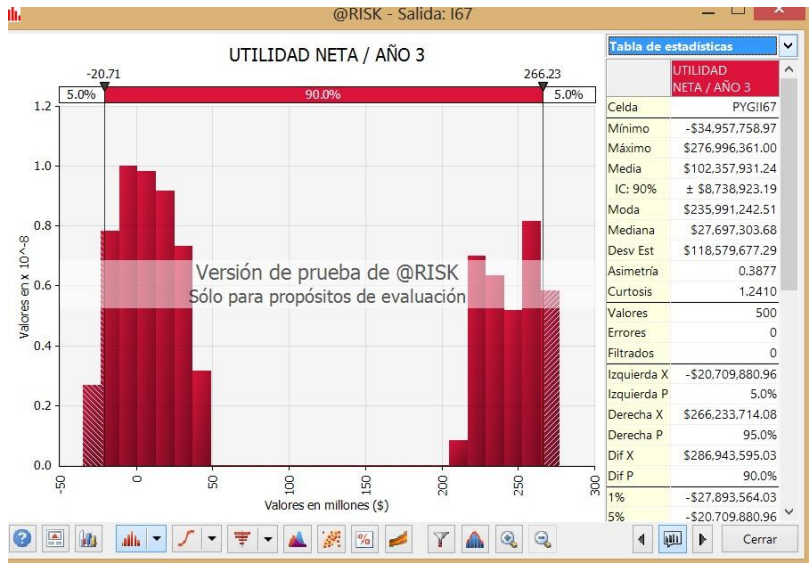 @RISK - Salida: I67
UTILIDAD NETA / AÑO 3
-20.71
266.23
5.0%
90.0%
5.0%
1.2
1.0
0.8
0.6
0.4
0.2
0.0
Valores en x 10^-8
Versión de prueba de @RISK
Sólo para propósitos de evaluación
-50
0
50
100
150
200
250
300
Valores en millones ($)
Tabla de estadísticas
UTILIDAD
NETA / AÑO 3
Celda PYG!I67
Mínimo -$34,957,758.97
Máximo $276,996,361.00
Media $102,357,931.24
IC: 90% ± $8,738,923.19
Moda $235,991,242.51
Mediana $27,697,303.68
Desv Est $118,579,677.29
Asimetría 0.3877
Curtosis 1.2410
Valores 500
Errores 0
Filtrados 0
Izquierda X -$20,709,880.96
Izquierda P 5.0%
Derecha X $266,233,714.08
Derecha P 95.0%
Dif X $286,943,595.03
Dif P 90.0%
1% -$27,893,564.03
5% -$20,709,880.96
Cerrar